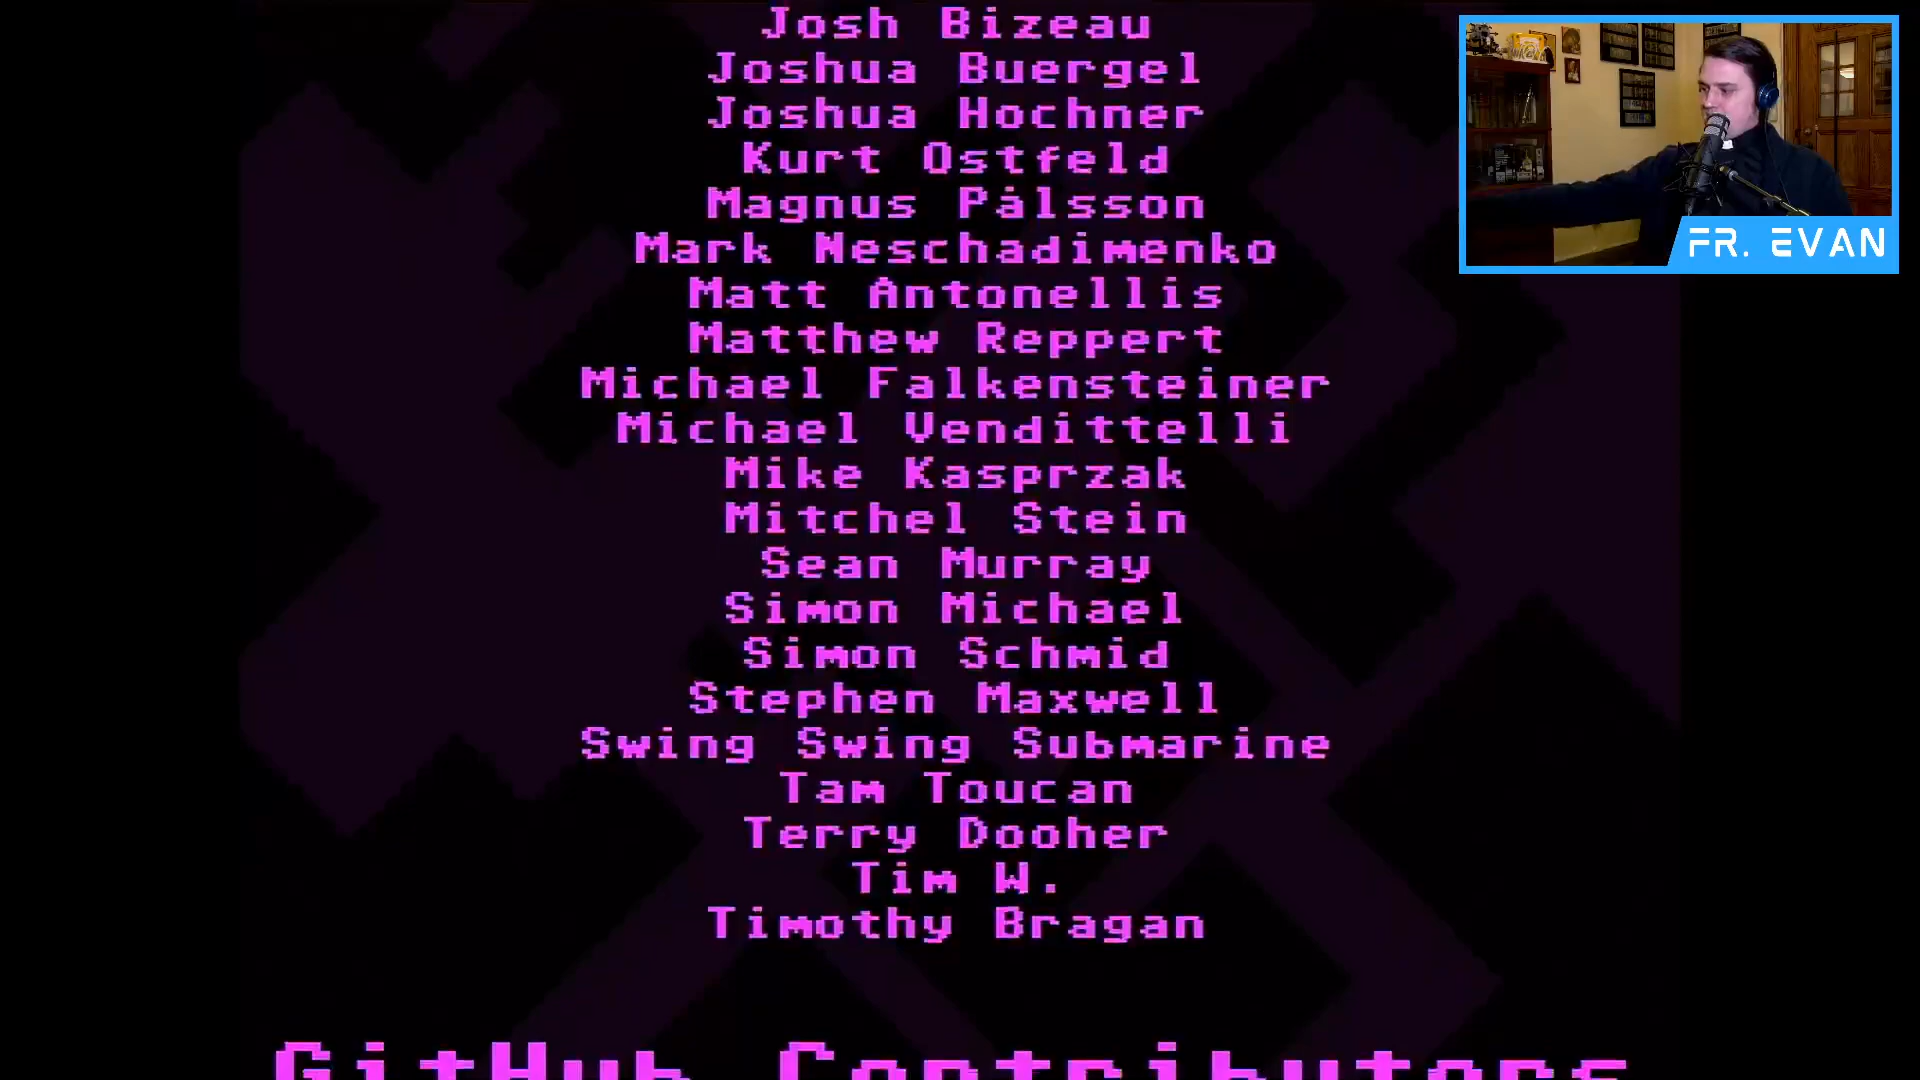 Josh Bizeau
Joshua Buergel
Joshua Hochner
Kurt Ostfeld
Magnus Pålsson
Mark Neschadimenko
Matt Antonellis
Matthew Reppert
Michael Falkensteiner
Michael Vendittelli
Mike Kasprzak
Mitchel Stein
Sean Murray
Simon Michael
Simon Schmid
Stephen Maxwell
Swing Swing Submarine
Tam Toucan
Terry Dooher
Tim W.
Timothy Bragan
GitHub Contributors
FR. EVAN